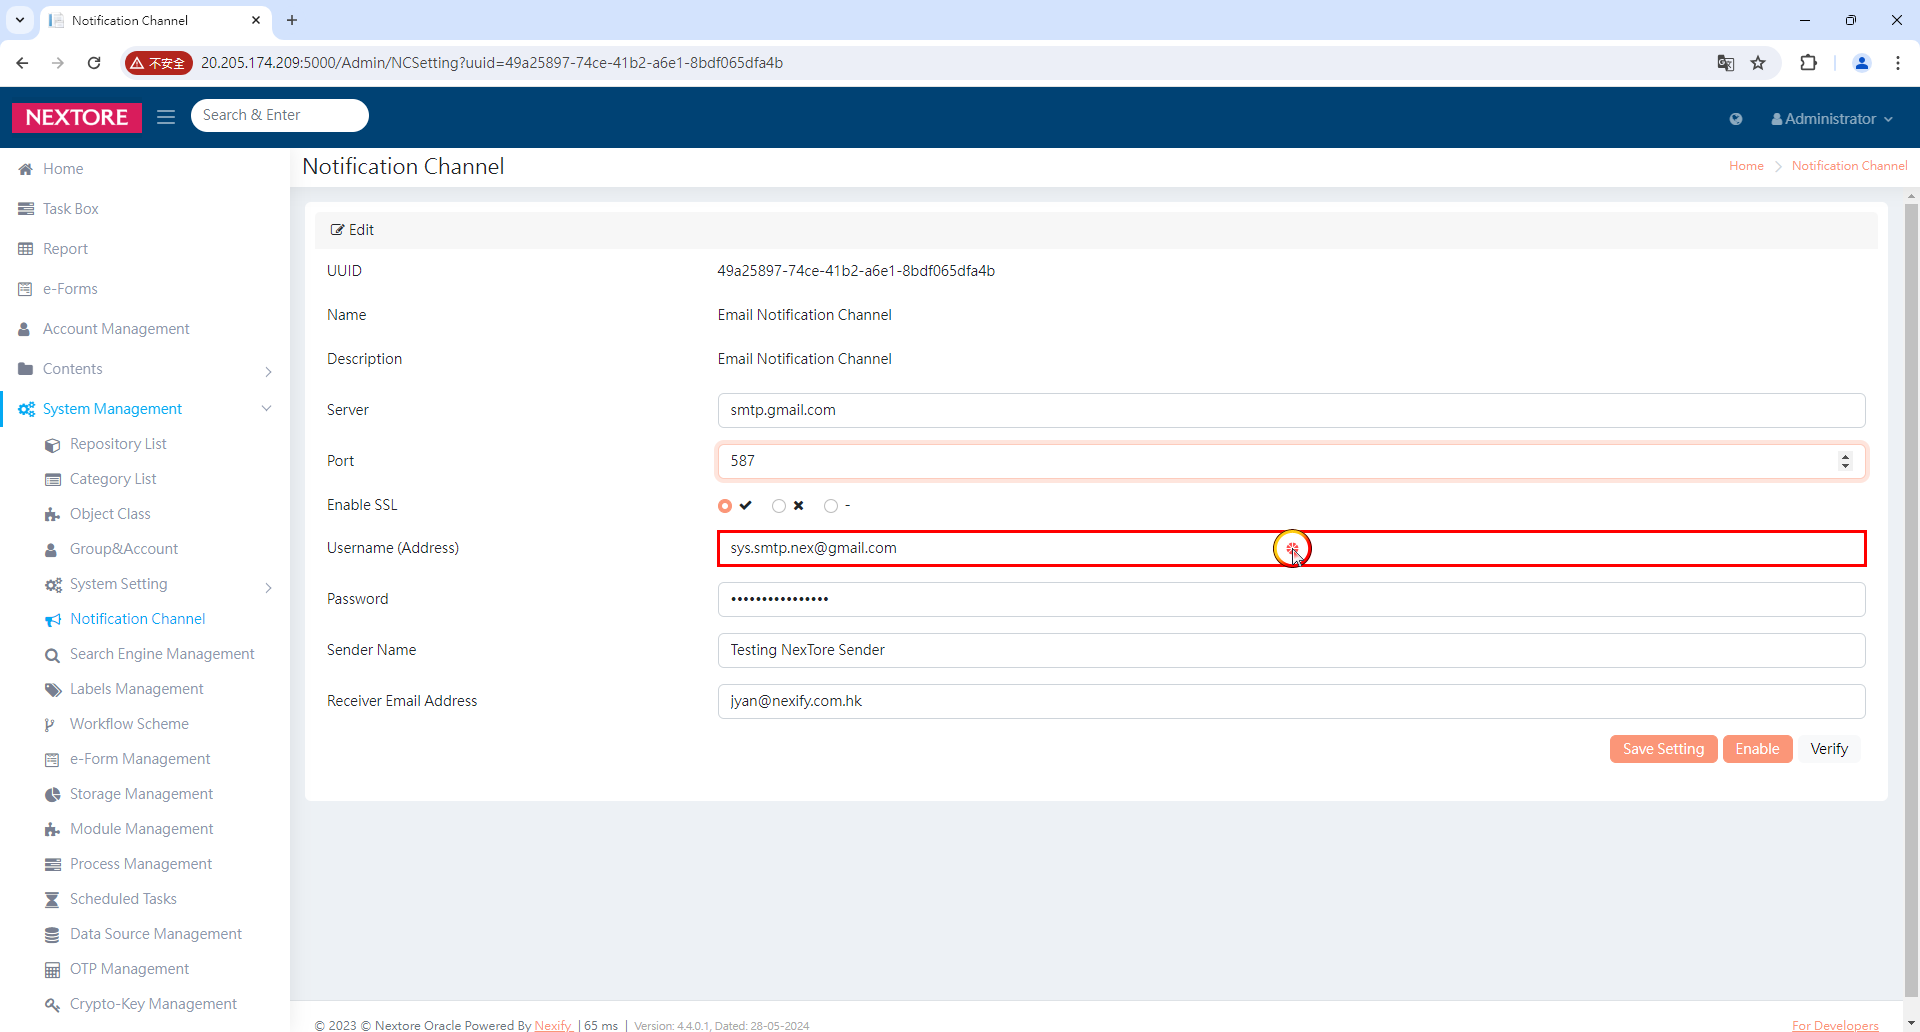 Notification Channel
不安全
20.205.174.209:5000/Admin/NCSetting?uuid=49a25897-74ce-41b2-a6e1-8bdf065dfa4b
NEXTORE
Search & Enter
Administrator
Home
Task Box
Report
e-Forms
Account Management
Contents
System Management
Repository List
Category List
Object Class
Group&Account
System Setting
Notification Channel
Search Engine Management
Labels Management
Workflow Scheme
e-Form Management
Storage Management
Module Management
Process Management
Scheduled Tasks
Data Source Management
OTP Management
Crypto-Key Management
Notification Channel
Home > Notification Channel
Edit
UUID 49a25897-74ce-41b2-a6e1-8bdf065dfa4b
Name Email Notification Channel
Description Email Notification Channel
Server smtp.gmail.com
Port 587
Enable SSL -
Username (Address) sys.smtp.nex@gmail.com
Password ••••••••••••••••
Sender Name Testing NexTore Sender
Receiver Email Address jyan@nexify.com.hk
Save Setting Enable Verify
© 2023 © Nextore Oracle Powered By Nexify | 65 ms | Version: 4.4.0.1, Dated: 28-05-2024
For Developers